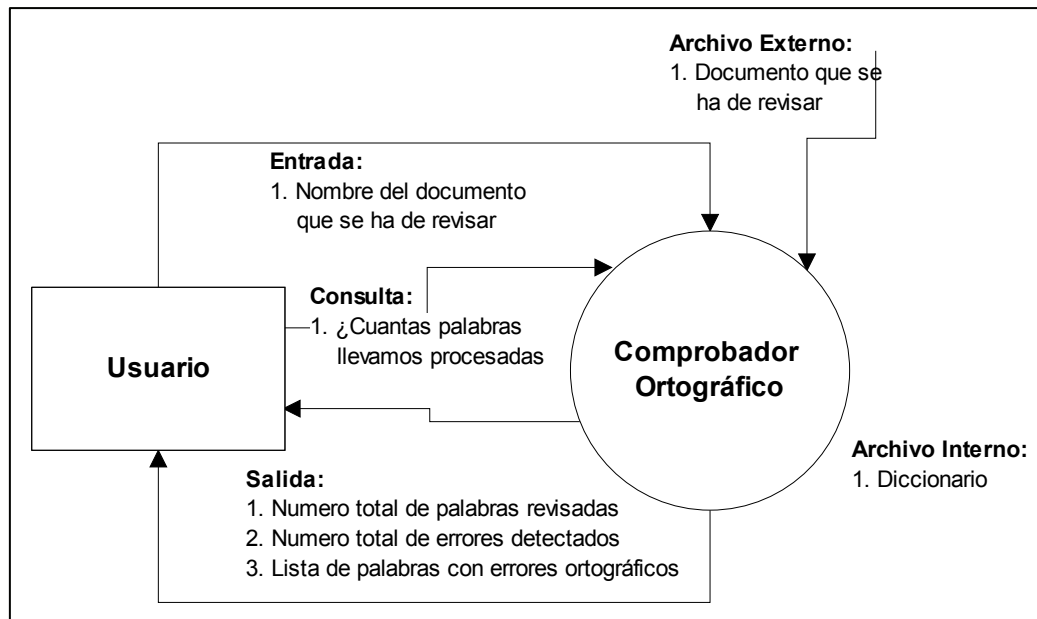 Archivo Externo:
1. Documento que se
ha de revisar
Entrada:
1. Nombre del documento
que se ha de revisar
Consulta:
1. ¿Cuantas palabras
llevamos procesadas
Usuario
Comprobador
Ortográfico
Archivo Interno:
1. Diccionario
Salida:
1. Numero total de palabras revisadas
2. Numero total de errores detectados
3. Lista de palabras con errores ortográficos